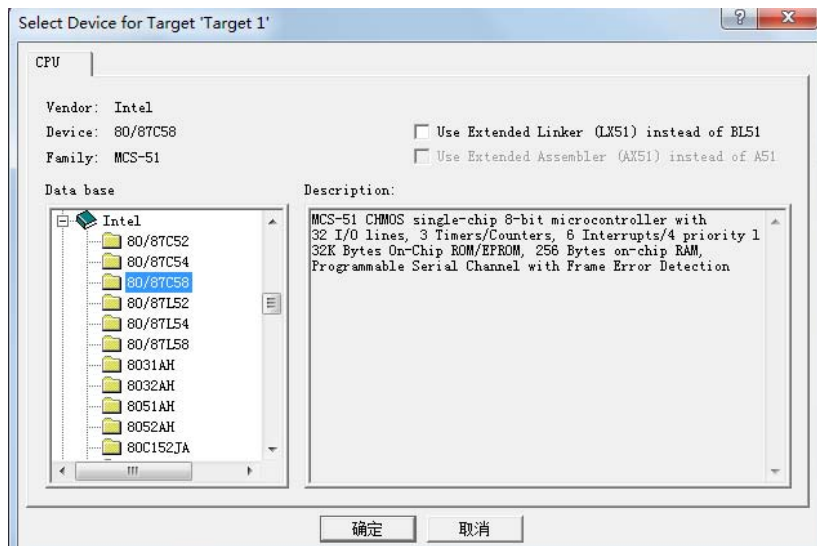 Select Device for Target 'Target 1'
CPU
Vendor: Intel
Device: 80/87C58
Family: MCS-51
Use Extended Linker (LX51) instead of BL51
Use Extended Assembler (AX51) instead of A51
Data base
Intel
80/87C52
80/87C54
80/87C58
80/87L52
80/87L54
80/87L58
8031AH
8032AH
8051AH
8052AH
80C152JA
Description:
MCS-51 CHMOS single-chip 8-bit microcontroller with
32 I/O lines, 3 Timers/Counters, 6 Interrupts/4 priority l
32K Bytes On-Chip ROM/EPROM, 256 Bytes on-chip RAM,
Programmable Serial Channel with Frame Error Detection
确定
取消